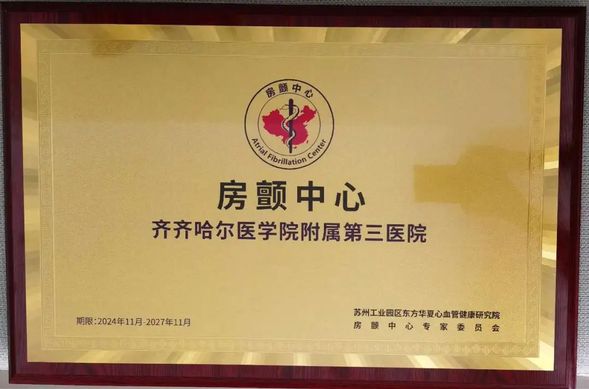 房颤中心
Atrial Fibrillation Center
房颤中心
齐齐哈尔医学院附属第三医院
期限:2024年11月-2027年11月
苏州工业园区东方华夏心血管健康研究院
房颤中心专家委员会